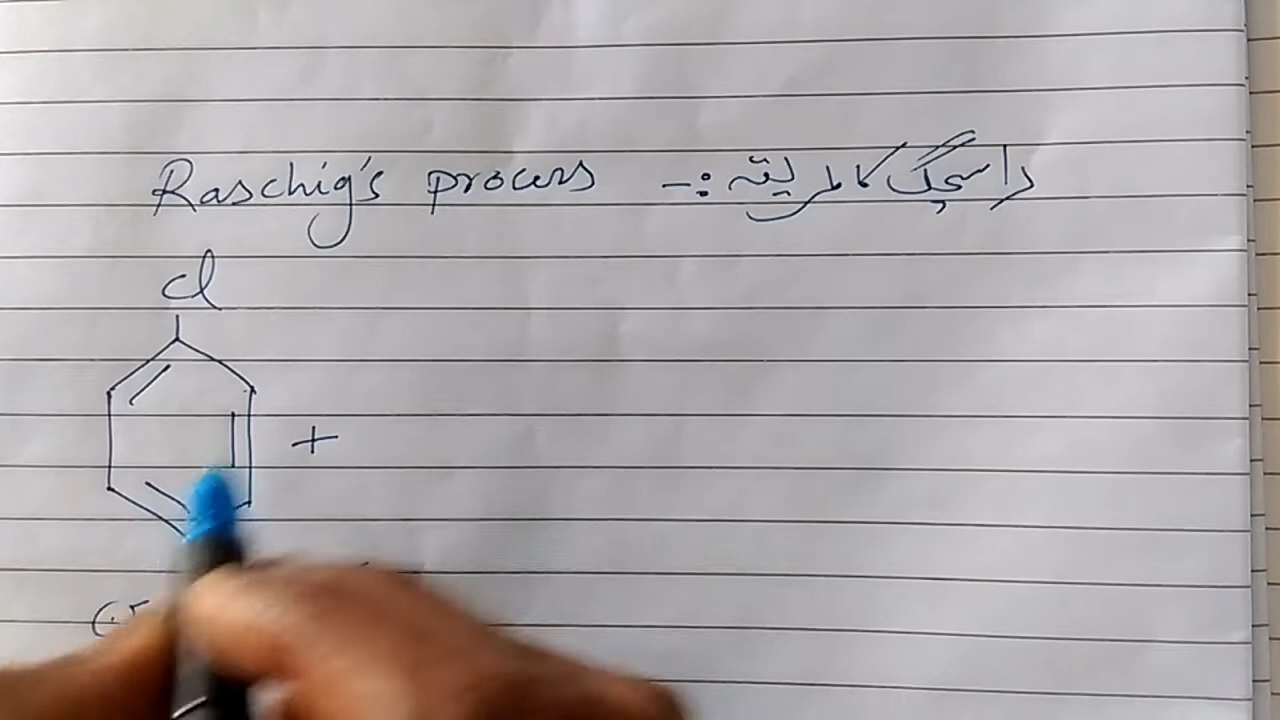 Raschig's process راسچگ کا طریقہ :-
Cl
+